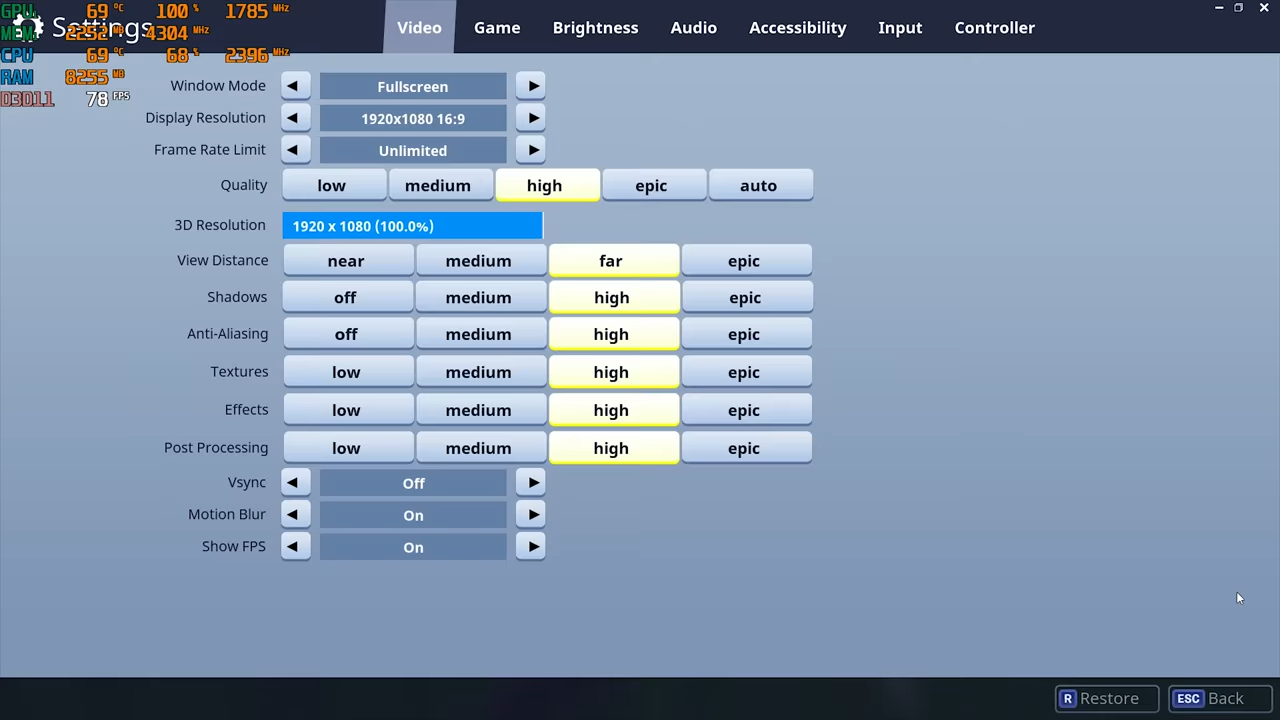 GPU 69 °C 100 % 1785 MHz
Settings
MEM 2252 MB 4304 MHz
CPU 69 °C 68 % 2396 MHz
RAM 8255 MB
D3D11 78 FPS
Video Game Brightness Audio Accessibility Input Controller
Window Mode ◀ Fullscreen ▶
Display Resolution ◀ 1920x1080 16:9 ▶
Frame Rate Limit ◀ Unlimited ▶
Quality low medium high epic auto
3D Resolution 1920 x 1080 (100.0%)
View Distance near medium far epic
Shadows off medium high epic
Anti-Aliasing off medium high epic
Textures low medium high epic
Effects low medium high epic
Post Processing low medium high epic
Vsync ◀ Off ▶
Motion Blur ◀ On ▶
Show FPS ◀ On ▶
R Restore ESC Back